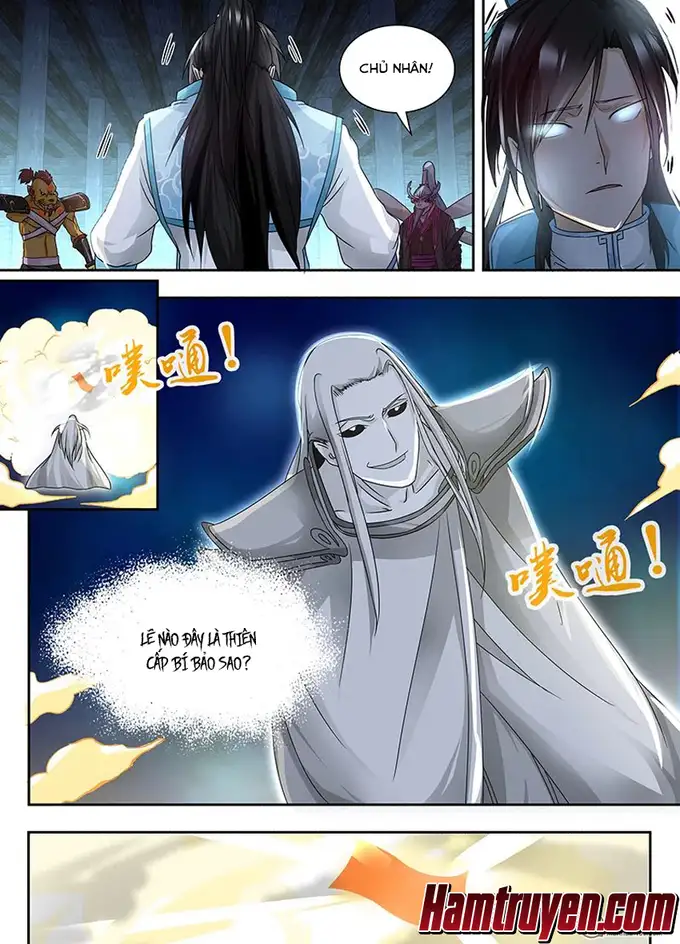 CHỦ NHÂN!
噗嗵!
噗嗵!
LẼ NÀO ĐÂY LÀ THIÊN
CẤP BÍ BẢO SAO?
Hamtruyen.com